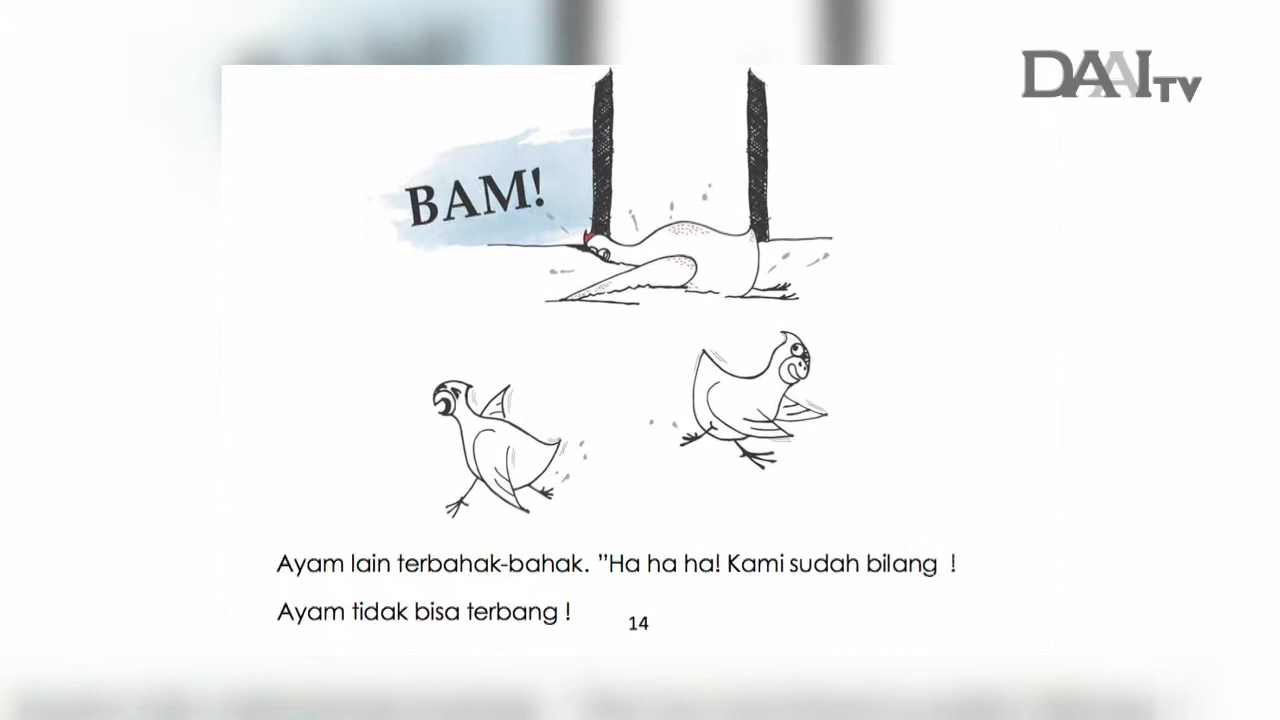 DAAI TV
BAM!
Ayam lain terbahak-bahak. ”Ha ha ha! Kami sudah bilang !
Ayam tidak bisa terbang !
14